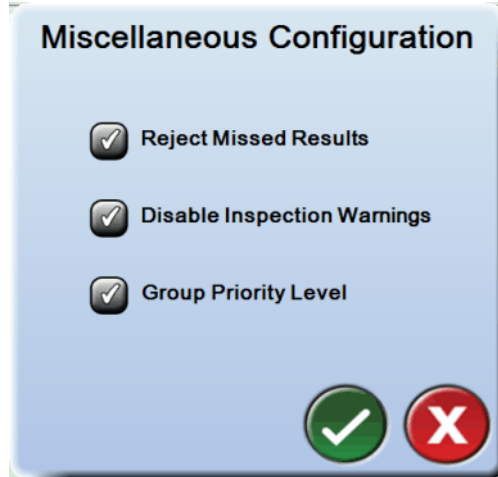 Miscellaneous Configuration
Reject Missed Results
Disable Inspection Warnings
Group Priority Level